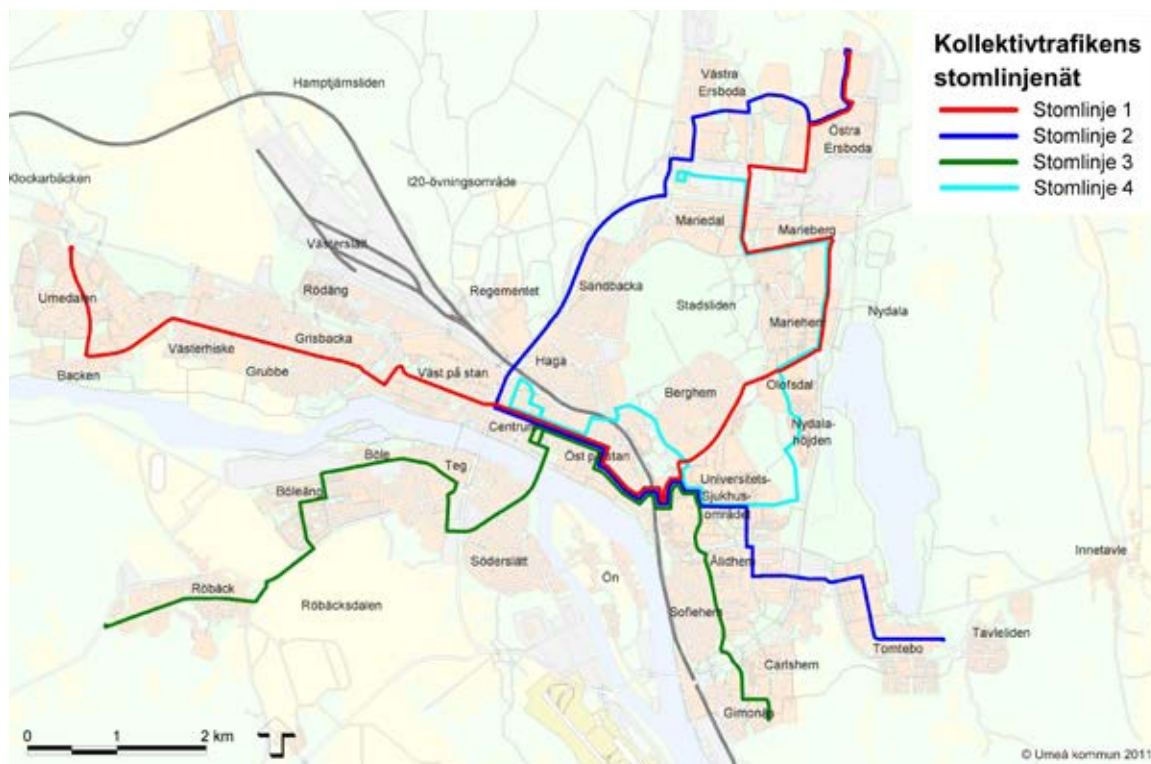 Kollektivtrafikens
stomlinjenät
Stomlinje 1
Stomlinje 2
Stomlinje 3
Stomlinje 4
Hamptjärnsliden
Västra
Ersboda
Östra
Ersboda
Klockarbäcken
I20-övningsområde
Mariedal
Marieberg
Västerslätt
Umedalen
Rödäng
Regementet
Sandbacka
Stadsliden
Mariehem
Nydala
Grisbacka
Västerhiske
Grubbe
Backen
Väst på stan
Haga
Berghem
Olofsdal
Centrum
Öst på stan
Nydala-
höjden
Böle
Teg
Böleäng
Universitets-
Sjukhus-
området
Söderslätt
Ön
Ålidhem
Innertavle
Röbäck
Röbäcksdalen
Sofiehem
Tomtebo
Tavleliden
Carlshem
Gimonäs
0 1 2 km
© Umeå kommun 2011